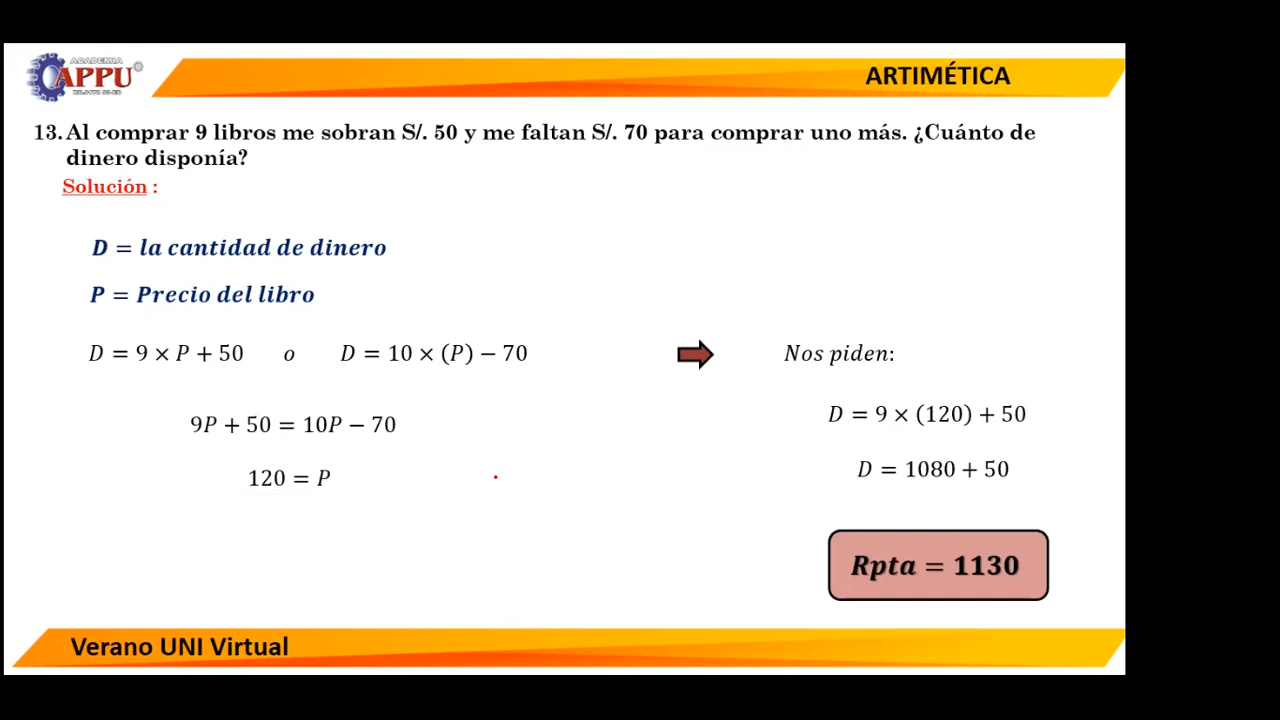 ACADEMIA
APPU
ARTIMÉTICA
13. Al comprar 9 libros me sobran S/. 50 y me faltan S/. 70 para comprar uno más. ¿Cuánto de
dinero disponía?
Solución :
D = la cantidad de dinero
P = Precio del libro
D = 9 × P + 50 o D = 10 × (P) − 70
9P + 50 = 10P − 70
120 = P
Nos piden:
D = 9 × (120) + 50
D = 1080 + 50
Rpta = 1130
Verano UNI Virtual